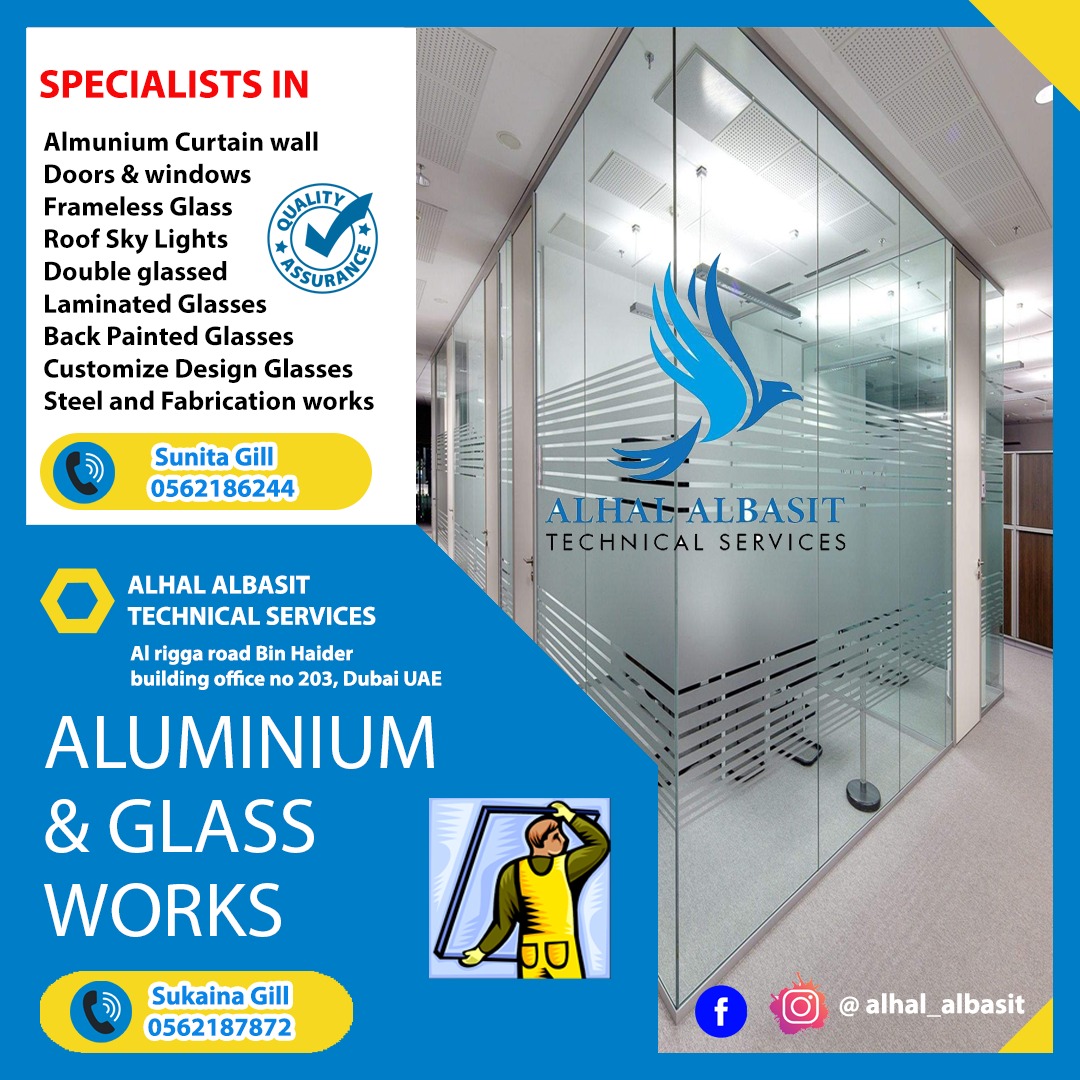 SPECIALISTS IN
Almunium Curtain wall
Doors & windows
Frameless Glass
Roof Sky Lights
Double glassed
Laminated Glasses
Back Painted Glasses
Customize Design Glasses
Steel and Fabrication works
QUALITY
ASSURANCE
Sunita Gill
0562186244
ALHAL ALBASIT
TECHNICAL SERVICES
ALHAL ALBASIT
TECHNICAL SERVICES
Al rigga road Bin Haider
building office no 203, Dubai UAE
ALUMINIUM
& GLASS
WORKS
Sukaina Gill
0562187872
@ alhal_albasit